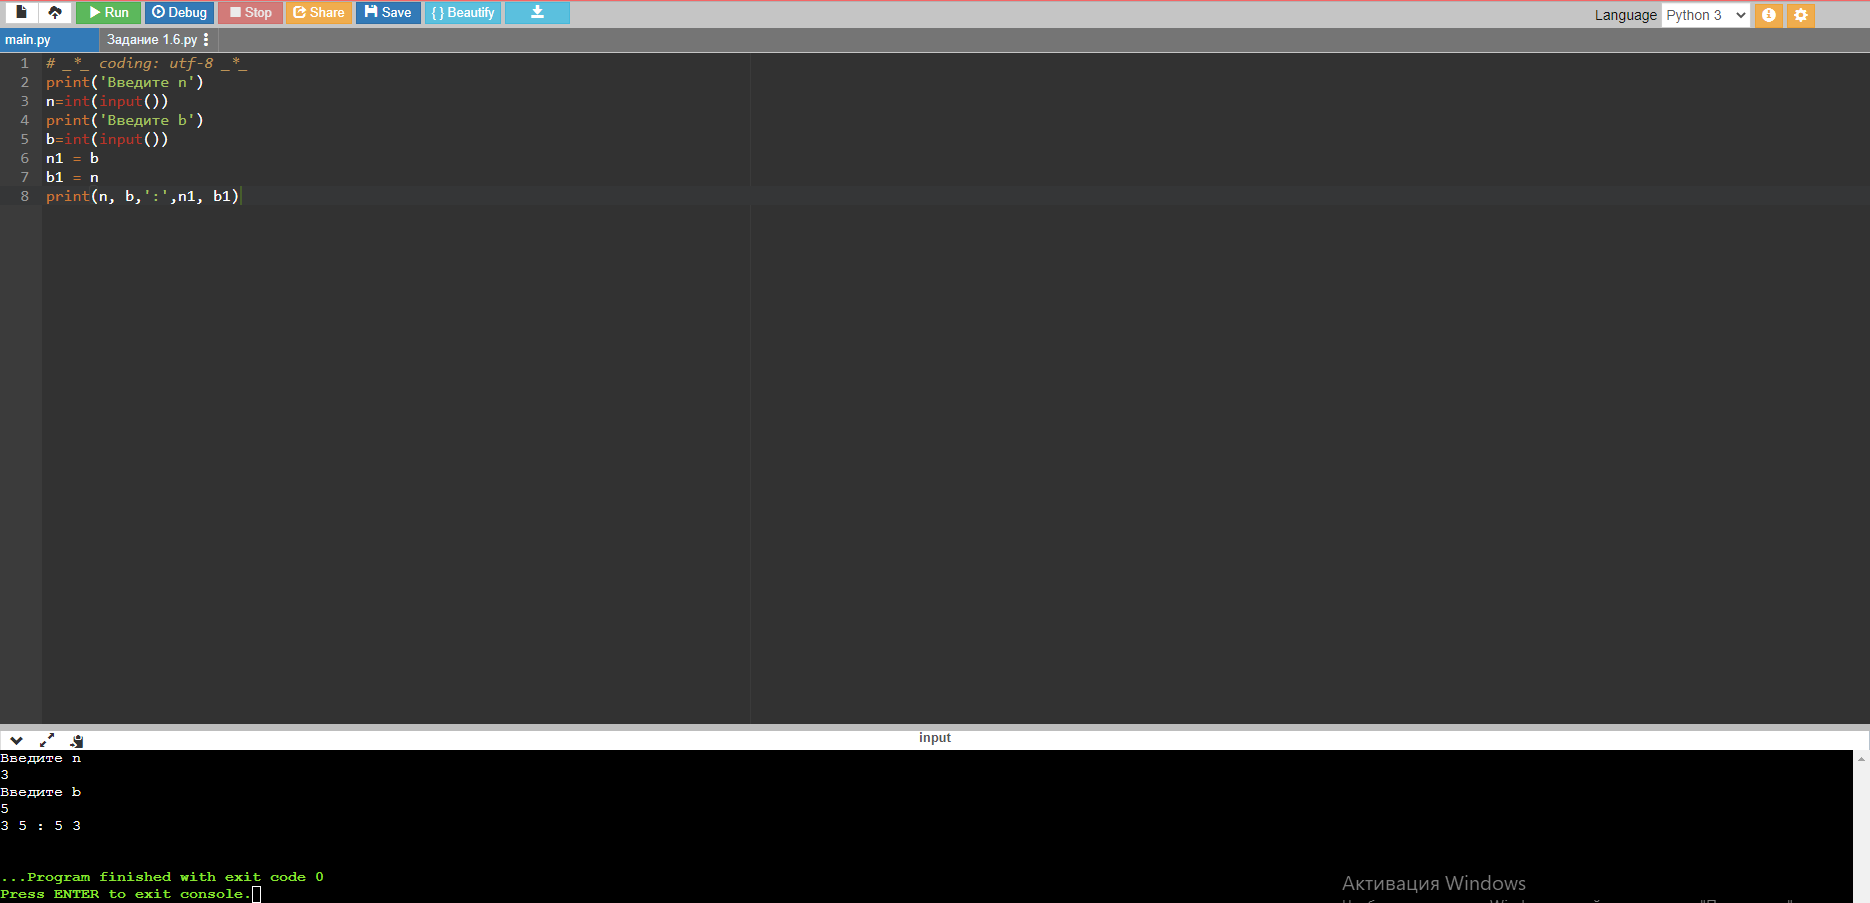 Run Debug Stop Share Save { } Beautify Language Python 3
main.py Задание 1.6.py
1 # _*_ coding: utf-8 _*_
2 print('Введите n')
3 n=int(input())
4 print('Введите b')
5 b=int(input())
6 n1 = b
7 b1 = n
8 print(n, b,':',n1, b1)
input
Введите n
3
Введите b
5
3 5 : 5 3
...Program finished with exit code 0
Press ENTER to exit console.
Активация Windows